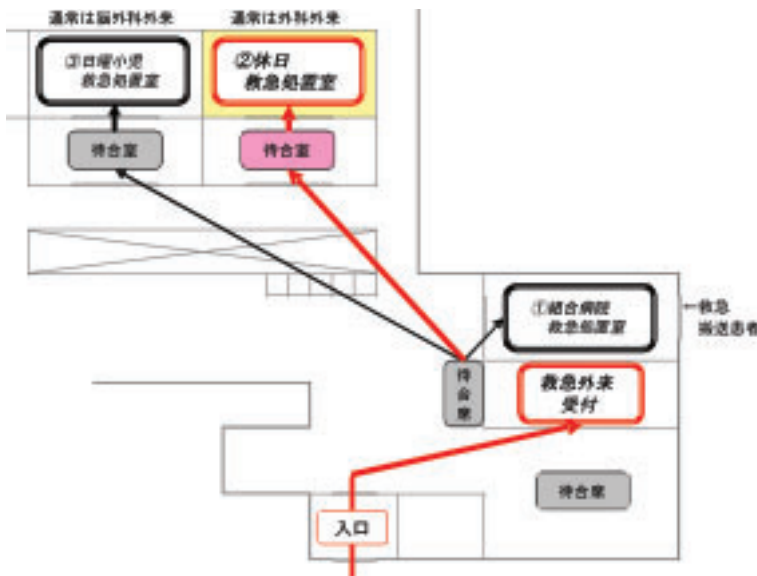 通常は脳外科外来
通常は外科外来
③日曜小児
救急処置室
②休日
救急処置室
待合室
待合室
①組合病院
救急処置室
←救急
搬送患者
待合席
救急外来
受付
待合席
入口